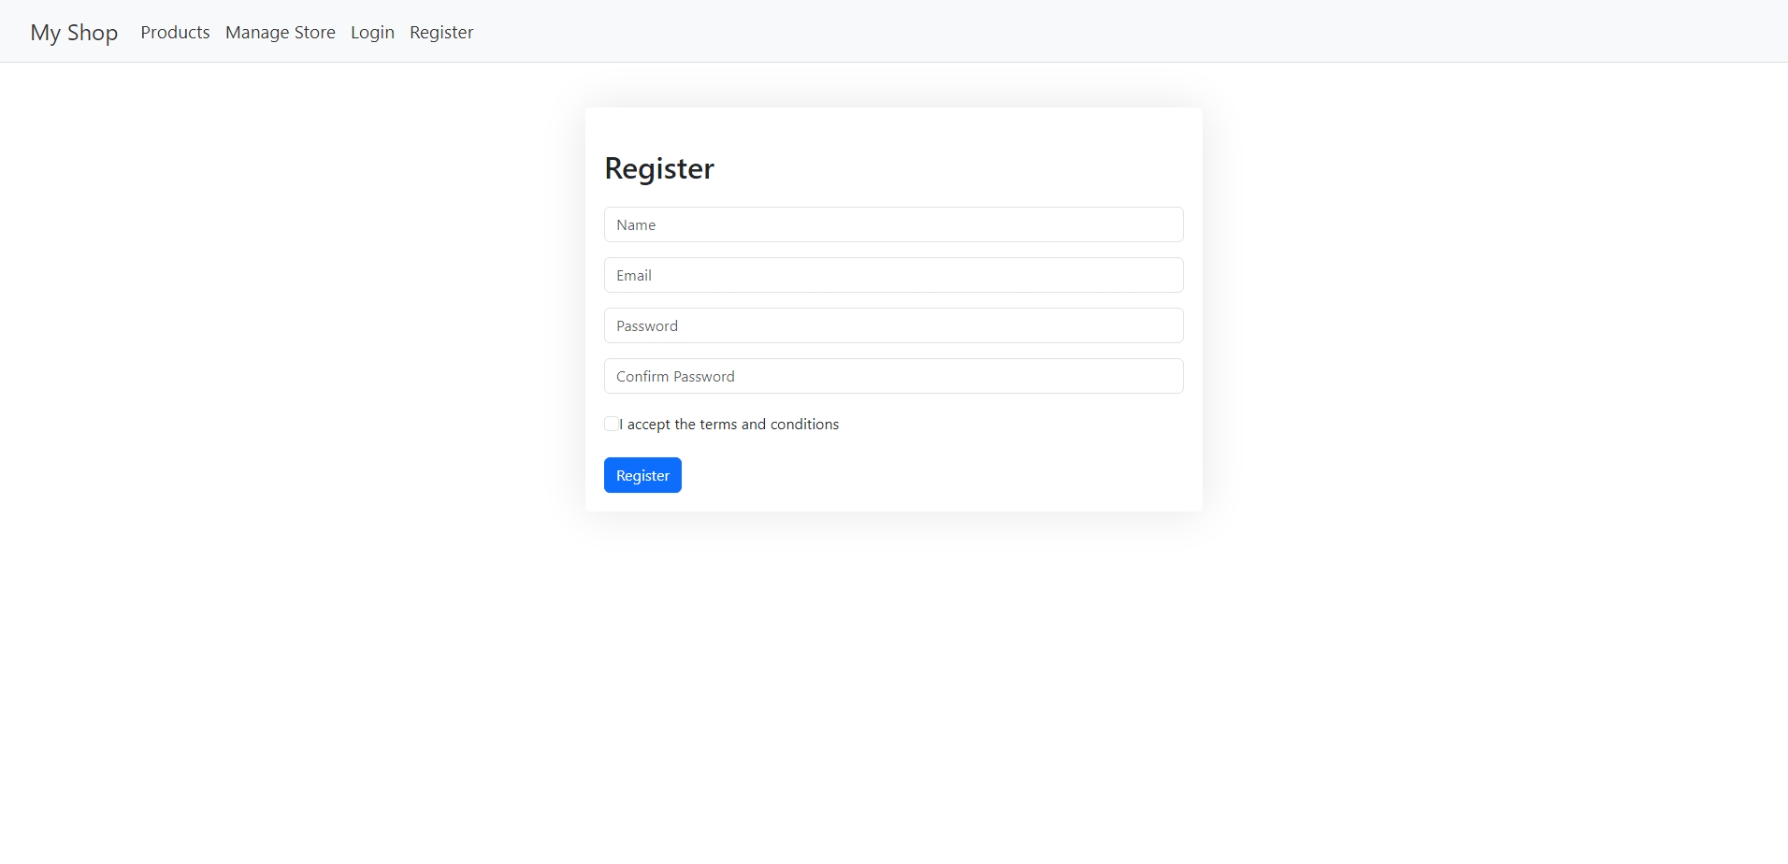 My Shop Products Manage Store Login Register
Register
Name
Email
Password
Confirm Password
I accept the terms and conditions
Register